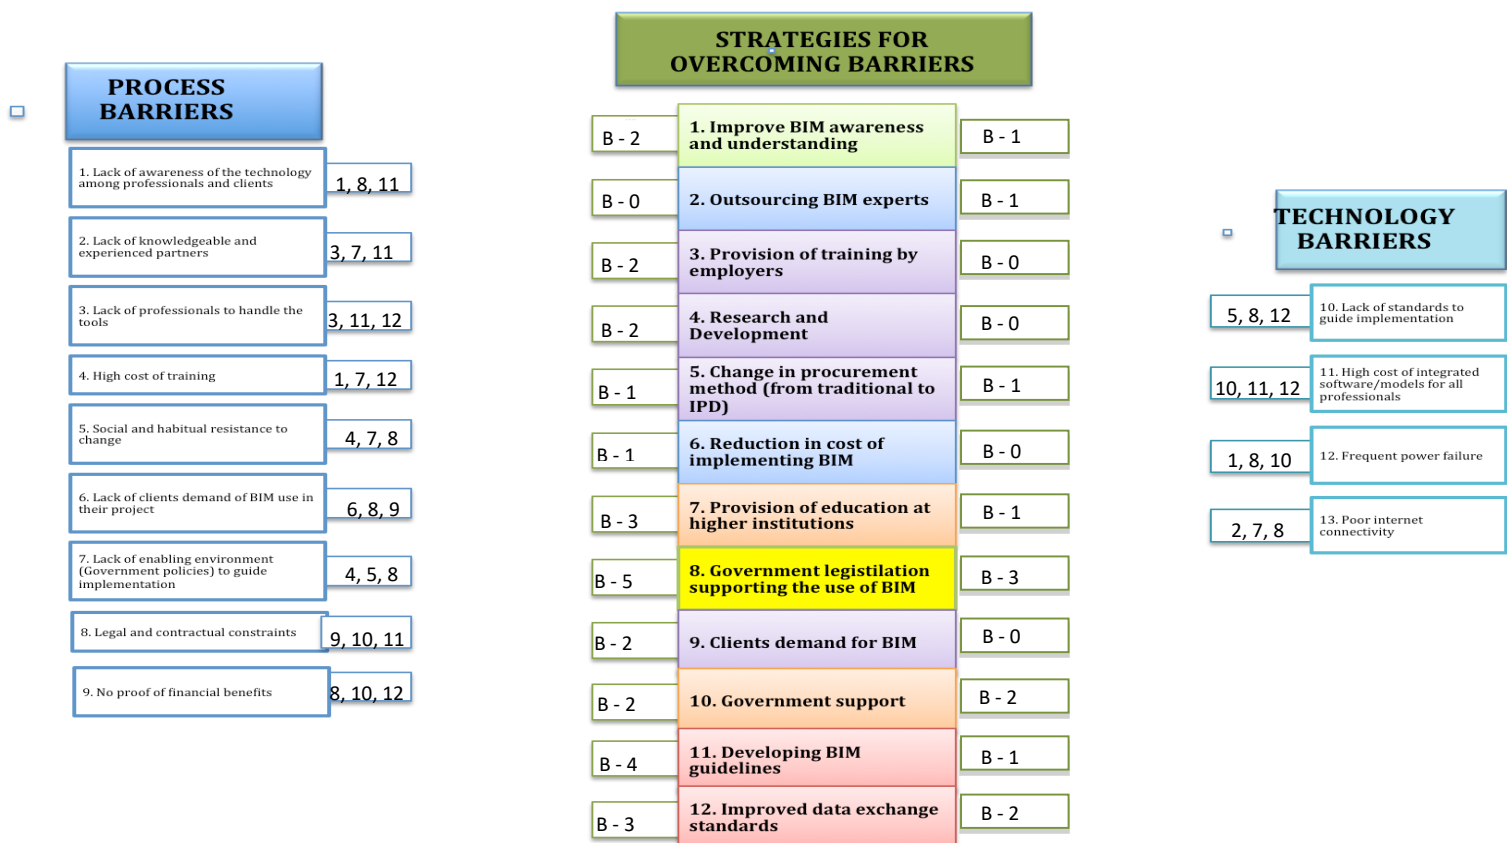 STRATEGIES FOR
OVERCOMING BARRIERS
PROCESS
BARRIERS
1. Lack of awareness of the technology
among professionals and clients
1, 8, 11
2. Lack of knowledgeable and
experienced partners
3, 7, 11
3. Lack of professionals to handle the
tools
3, 11, 12
4. High cost of training
1, 7, 12
5. Social and habitual resistance to
change
4, 7, 8
6. Lack of clients demand of BIM use in
their project
6, 8, 9
7. Lack of enabling environment
(Government policies) to guide
implementation
4, 5, 8
8. Legal and contractual constraints
9, 10, 11
9. No proof of financial benefits
8, 10, 12
B - 2
1. Improve BIM awareness
and understanding
B - 1
B - 0
2. Outsourcing BIM experts
B - 1
B - 2
3. Provision of training by
employers
B - 0
B - 2
4. Research and
Development
B - 0
B - 1
5. Change in procurement
method (from traditional to
IPD)
B - 1
B - 1
6. Reduction in cost of
implementing BIM
B - 0
B - 3
7. Provision of education at
higher institutions
B - 1
B - 5
8. Government legistilation
supporting the use of BIM
B - 3
B - 2
9. Clients demand for BIM
B - 0
B - 2
10. Government support
B - 2
B - 4
11. Developing BIM
guidelines
B - 1
B - 3
12. Improved data exchange
standards
B - 2
TECHNOLOGY
BARRIERS
5, 8, 12
10. Lack of standards to
guide implementation
10, 11, 12
11. High cost of integrated
software/models for all
professionals
1, 8, 10
12. Frequent power failure
2, 7, 8
13. Poor internet
connectivity